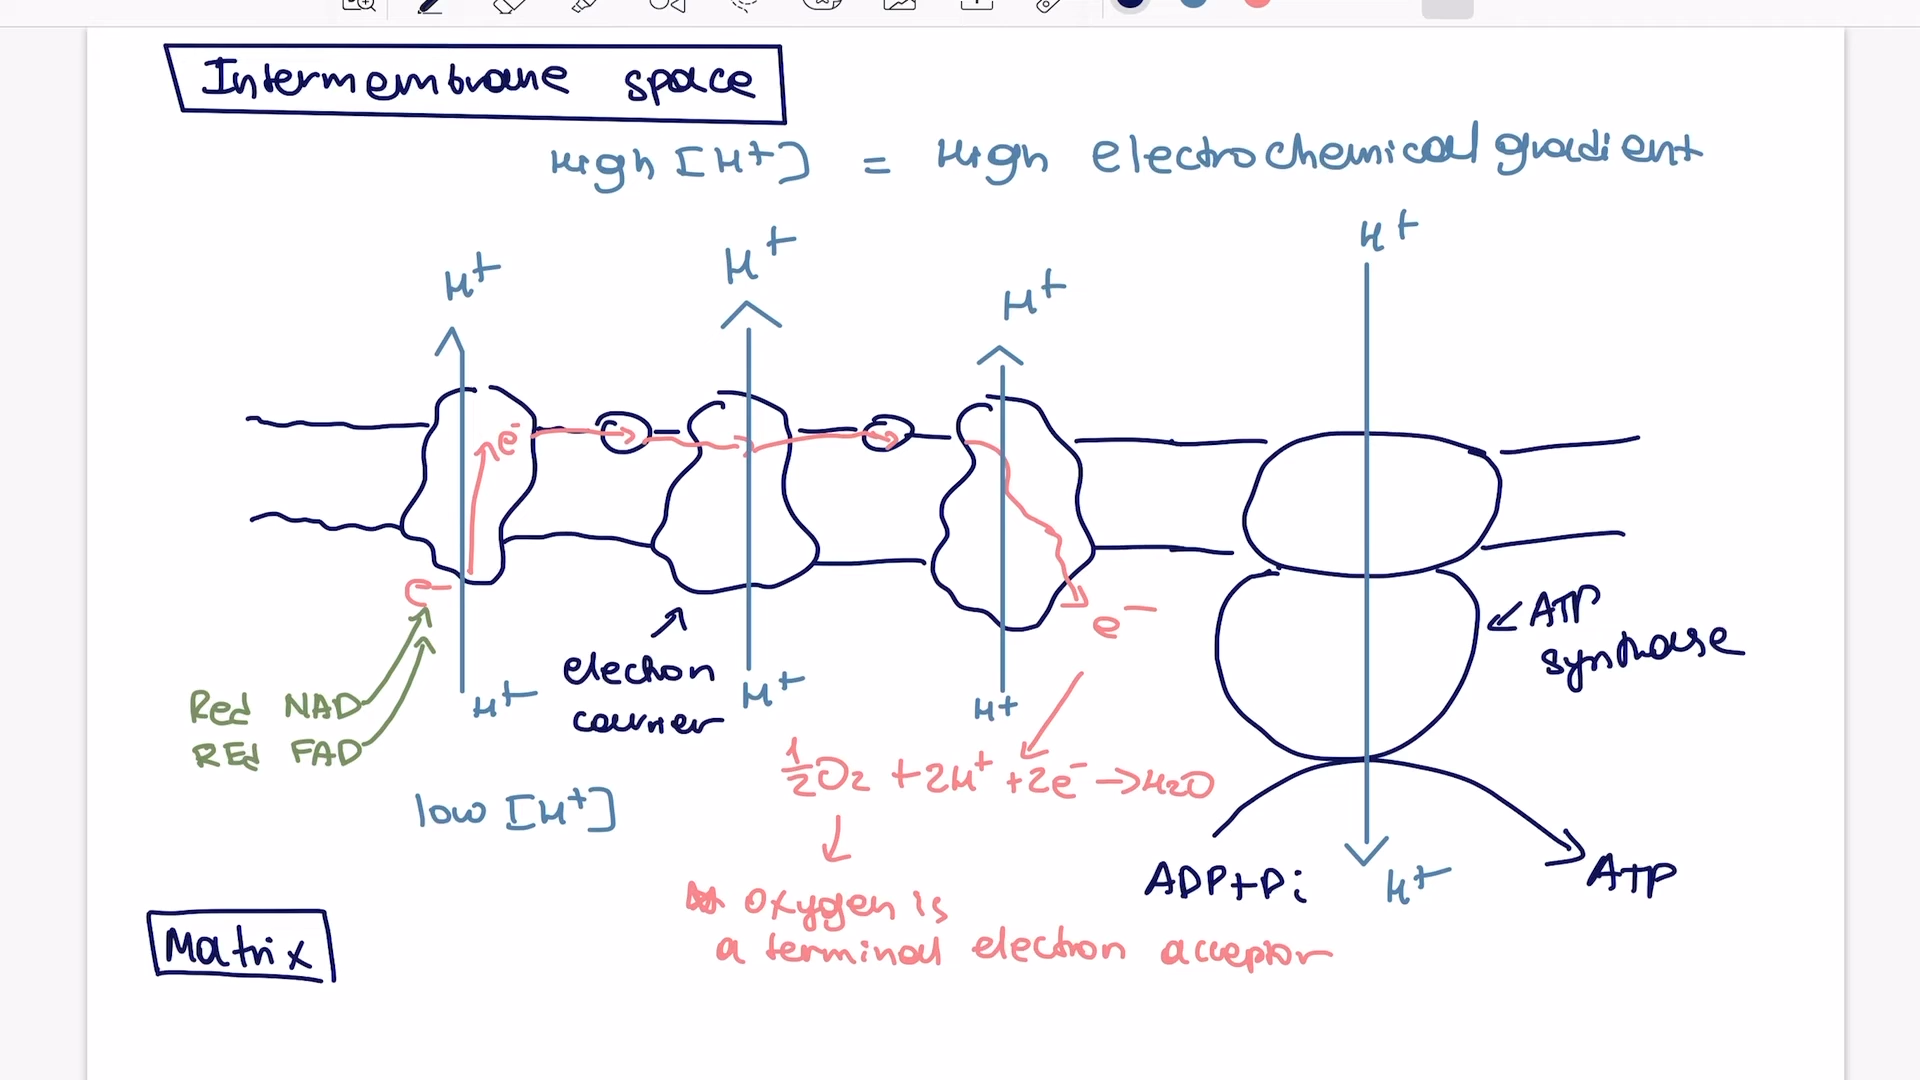 Intermembrane space
High [H+] = High electrochemical gradient
H+
H+
H+
H+
e-
e-
e-
Red NAD
REd FAD
H+
electron
carrier
H+
H+
ATP
synthase
low [H+]
1/2O2 + 2H+ + 2e- → H2O
ADP+Pi
H+
ATP
oxygen is
a terminal electron acceptor
Matrix